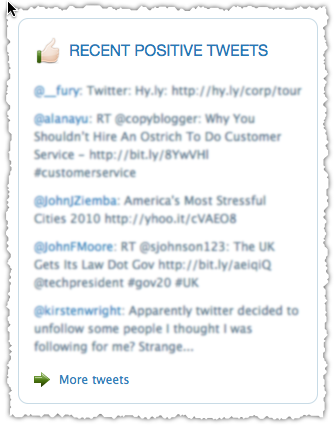 RECENT POSITIVE TWEETS
@__fury: Twitter: Hy.ly: http://hy.ly/corp/tour
@alanayu: RT @copyblogger: Why You
Shouldn't Hire An Ostrich To Do Customer
Service - http://bit.ly/8YwVHl
#customerservice
@JohnJZiemba: America's Most Stressful
Cities 2010 http://yhoo.it/cVAEO8
@JohnFMoore: RT @sjohnson123: The UK
Gets Its Law Dot Gov http://bit.ly/aeiqiQ
@techpresident #gov20 #UK
@kirstenwright: Apparently twitter decided to
unfollow some people I thought I was
following for me? Strange...
More tweets